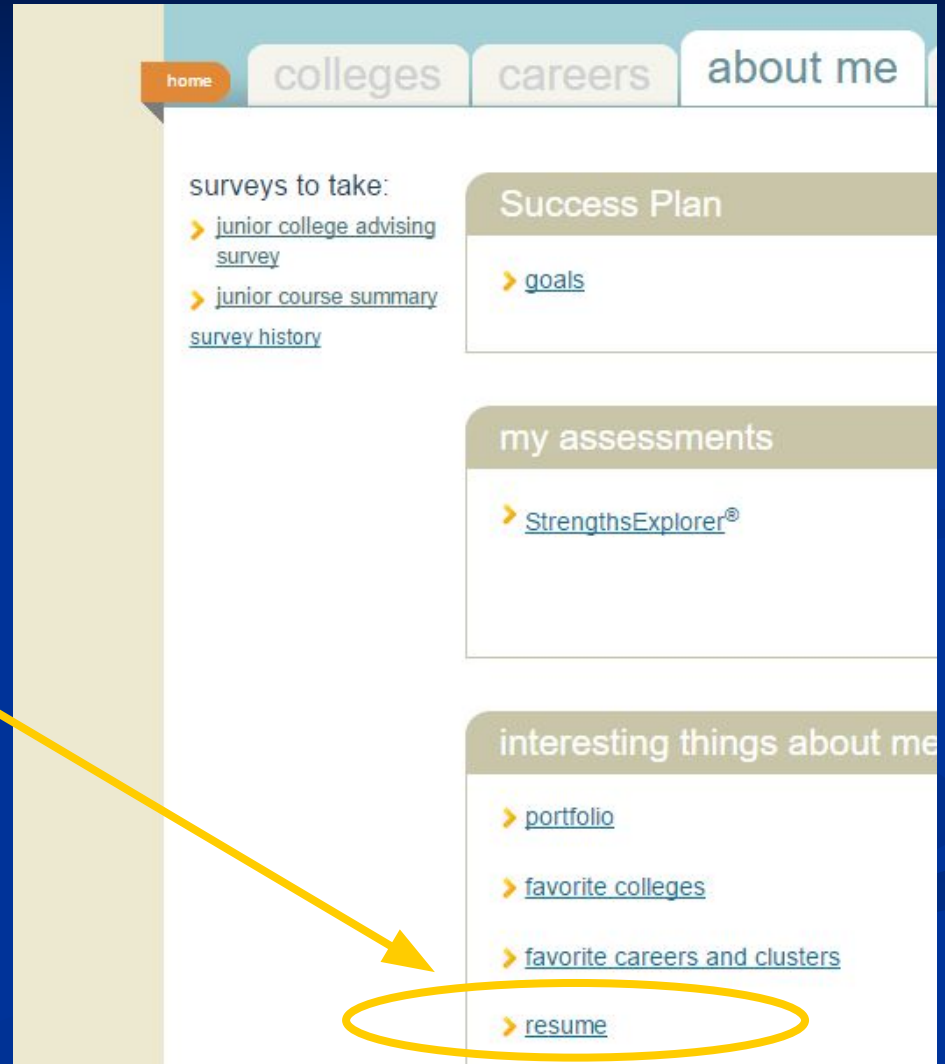 home
colleges
careers
about me
surveys to take:
junior college advising
survey
junior course summary
survey history
Success Plan
goals
my assessments
StrengthsExplorer®
interesting things about me
portfolio
favorite colleges
favorite careers and clusters
resume